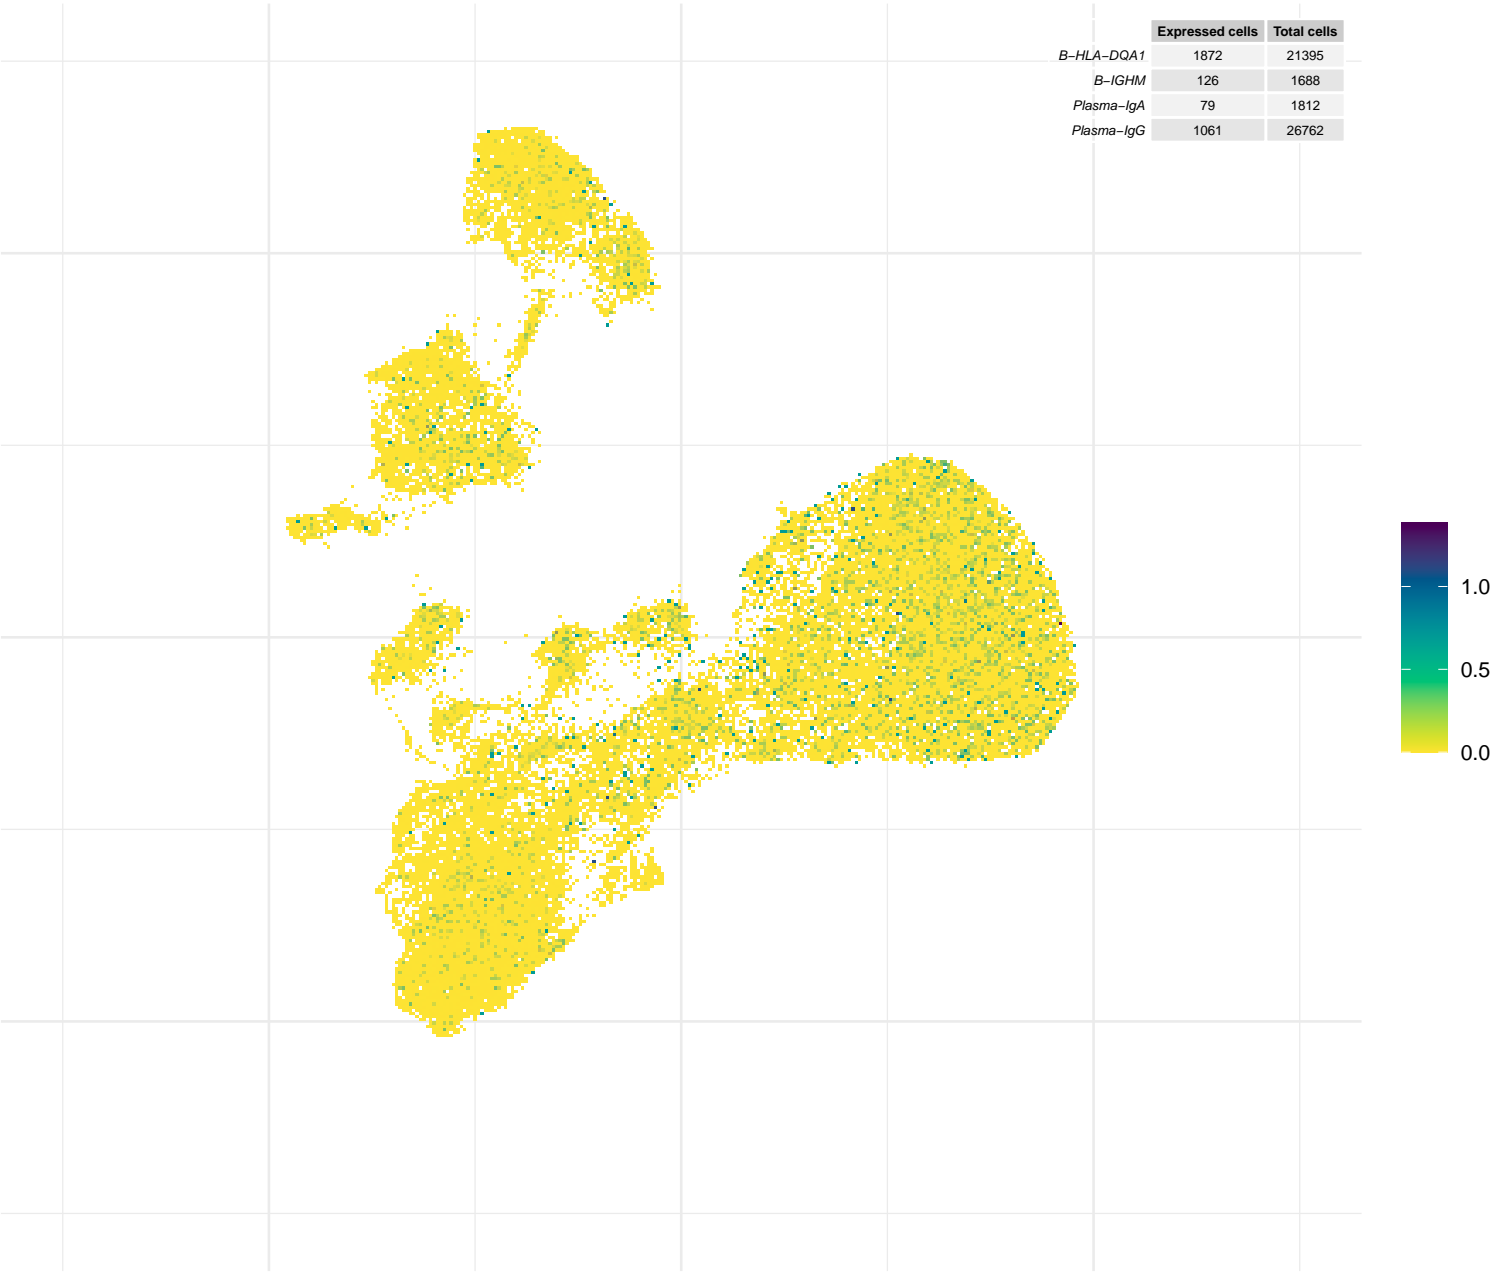 Expressed cells Total cells
B−HLA−DQA1 1872 21395
B−IGHM 126 1688
Plasma−IgA 79 1812
Plasma−IgG 1061 26762
1.0
0.5
0.0